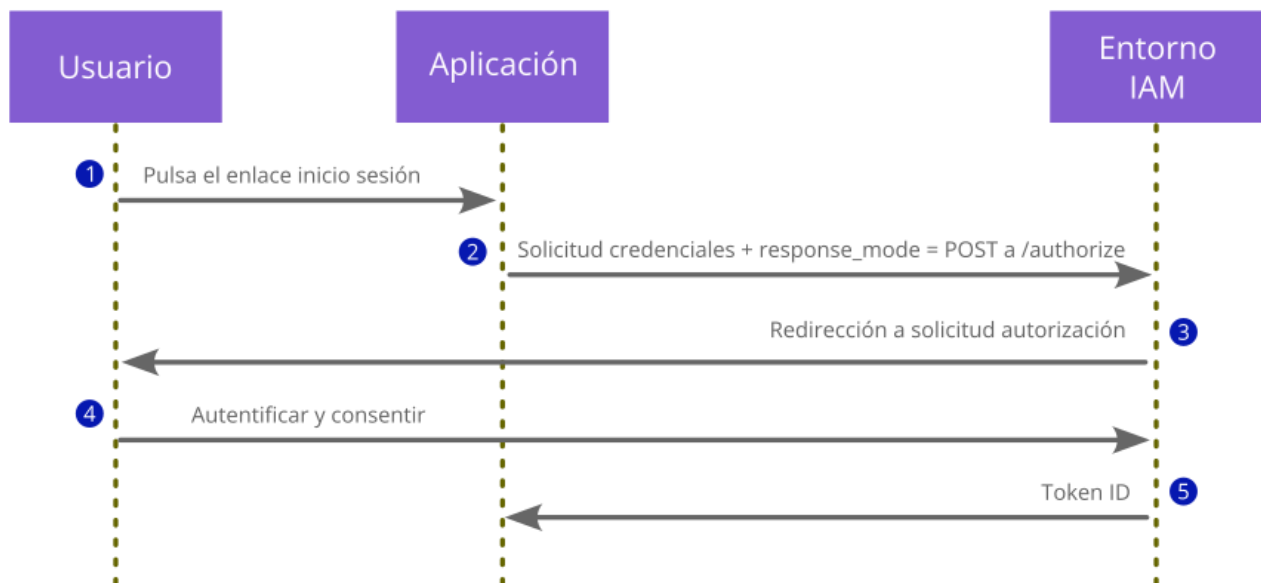 Usuario
Aplicación
Entorno
IAM
1 Pulsa el enlace inicio sesión
2 Solicitud credenciales + response_mode = POST a /authorize
Redirección a solicitud autorización 3
4 Autentificar y consentir
Token ID 5